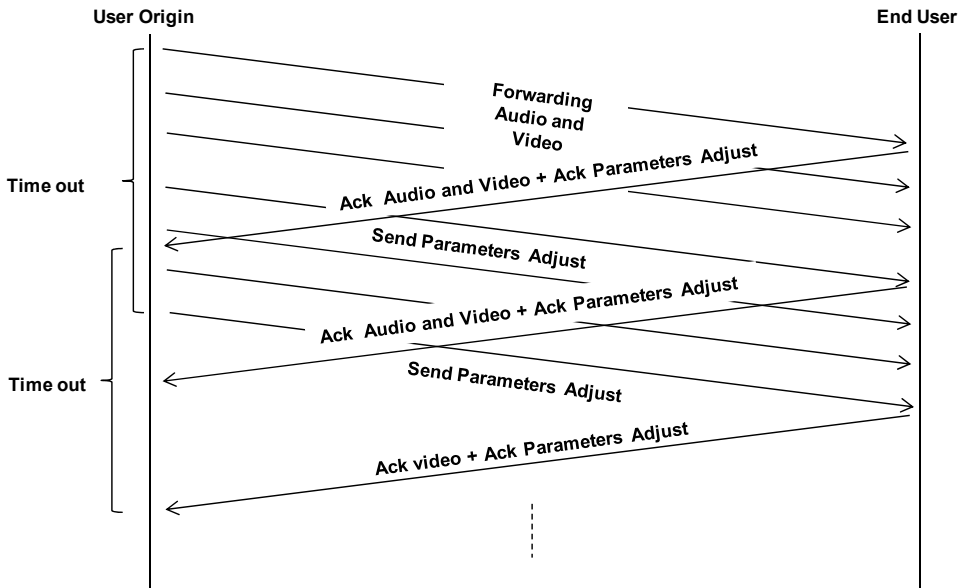 User Origin
End User
Forwarding
Audio and
Video
Ack Audio and Video + Ack Parameters Adjust
Time out
Send Parameters Adjust
Ack Audio and Video + Ack Parameters Adjust
Time out
Send Parameters Adjust
Ack video + Ack Parameters Adjust